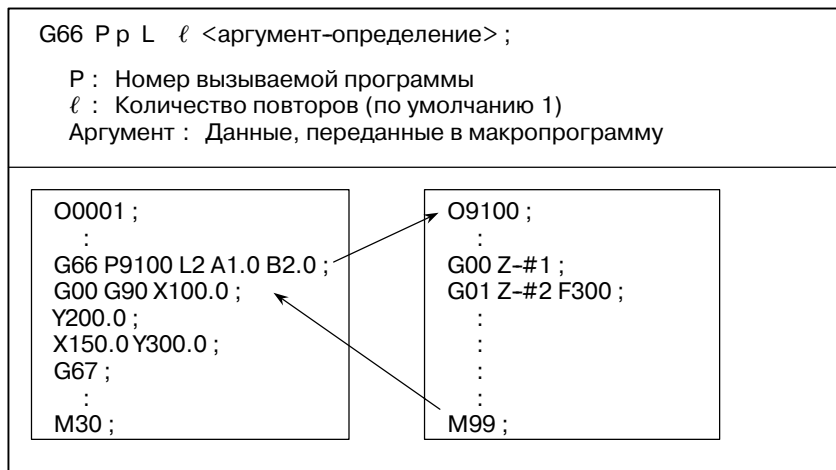 G66 P p L ℓ <аргумент-определение> ;
P : Номер вызываемой программы
ℓ : Количество повторов (по умолчанию 1)
Аргумент : Данные, переданные в макропрограмму
O0001 ;
:
G66 P9100 L2 A1.0 B2.0 ;
G00 G90 X100.0 ;
Y200.0 ;
X150.0 Y300.0 ;
G67 ;
:
M30 ;
O9100 ;
:
G00 Z-#1 ;
G01 Z-#2 F300 ;
:
:
:
:
M99 ;